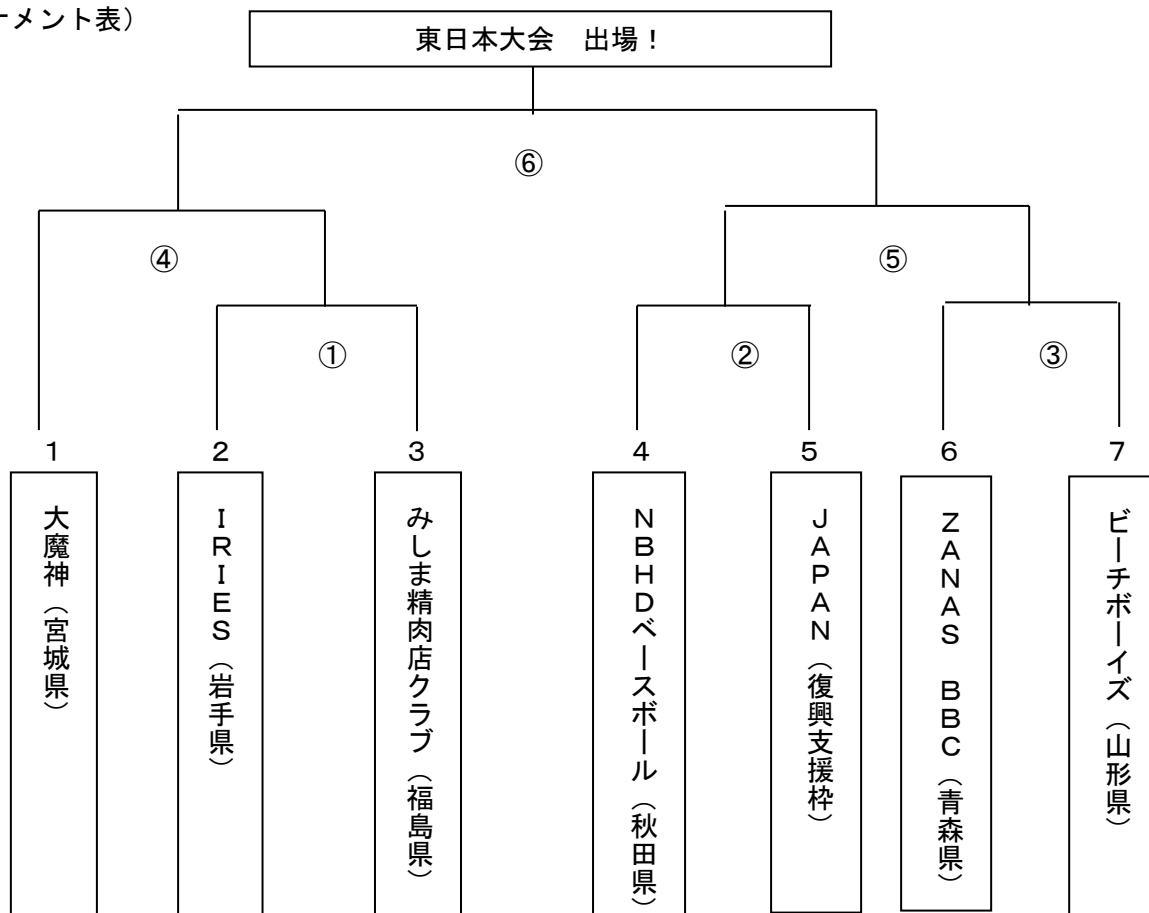 ナメント表）
東日本大会　出場！
⑥
④
⑤
①
②
③
１
２
３
４
５
６
７
大魔神（宮城県）
ＩＲＩＥＳ（岩手県）
みしま精肉店クラブ（福島県）
ＮＢＨＤベースボール（秋田県）
ＪＡＰＡＮ（復興支援枠）
ＺＡＮＡＳ　ＢＢＣ（青森県）
ビーチボーイズ（山形県）